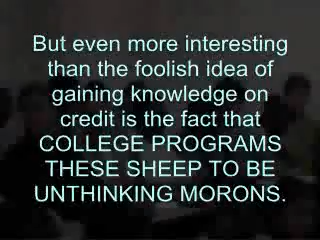 But even more interesting
than the foolish idea of
gaining knowledge on
credit is the fact that
COLLEGE PROGRAMS
THESE SHEEP TO BE
UNTHINKING MORONS.